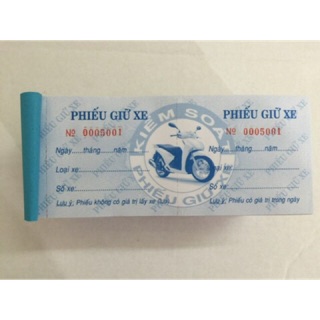 PHIẾU GIỮ XE
Nº 0005001
Ngày.....tháng.....năm
Loại xe:
Số xe:
Lưu ý: Phiếu không có giá trị lấy xe
KIỂM SOÁT
PHIẾU GIỮ XE
PHIẾU GIỮ XE
Nº 0005001
Ngày.....tháng.....năm
xe:
Số xe:
Lưu ý: Phiếu có giá trị trong ngày